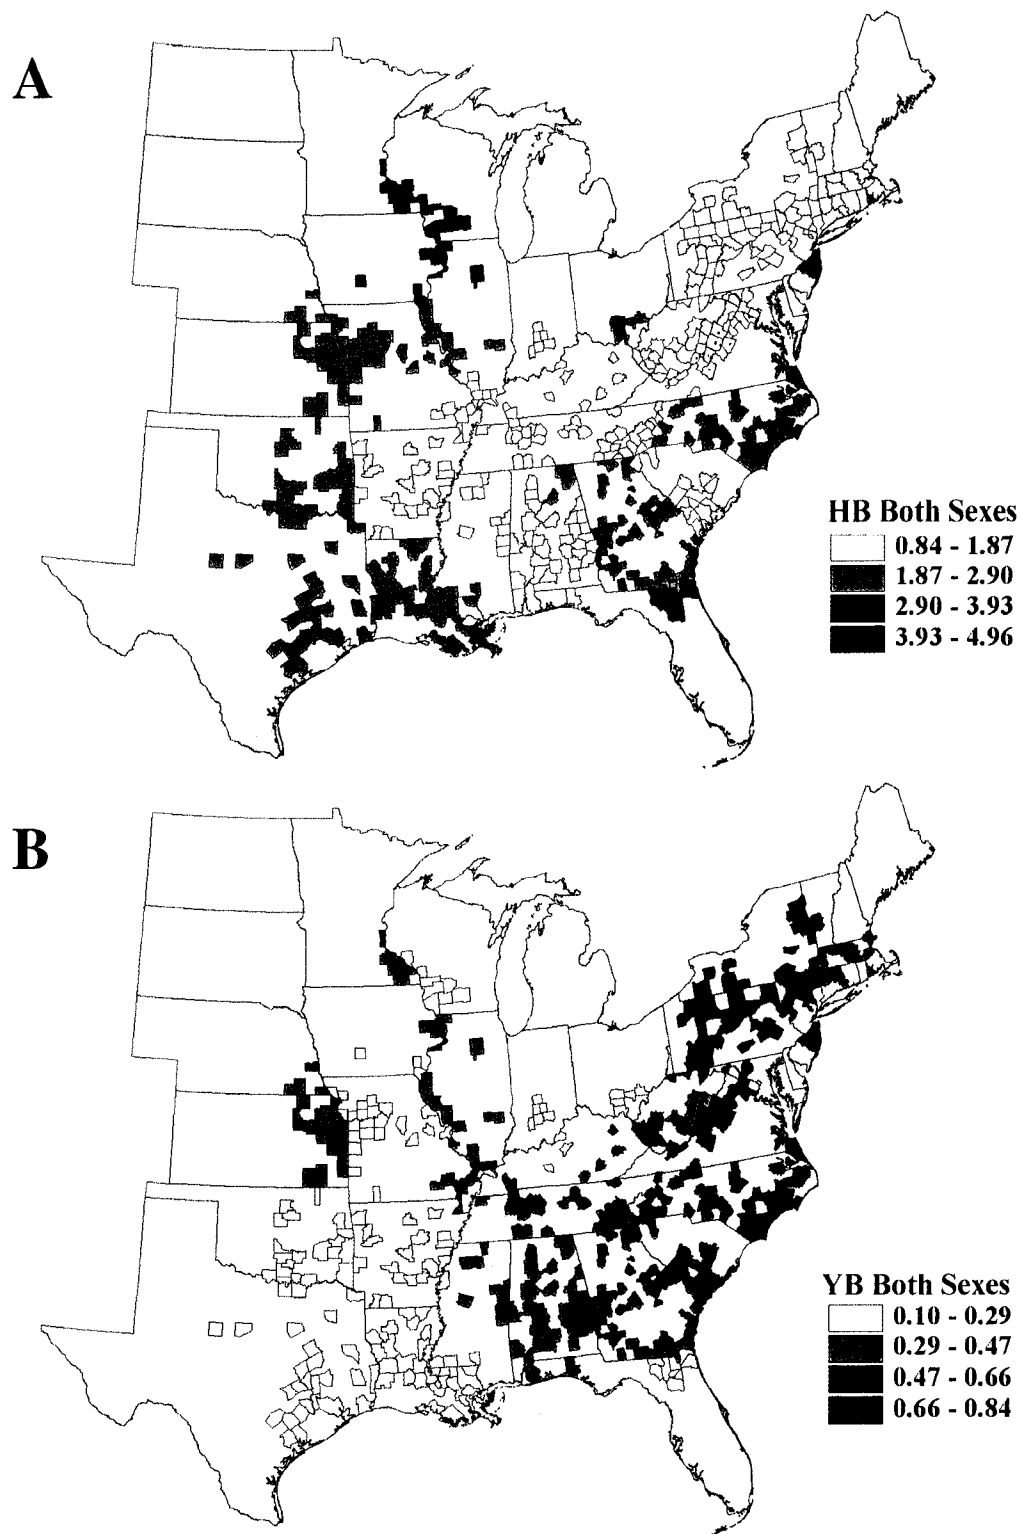 A
HB Both Sexes
0.84 - 1.87
1.87 - 2.90
2.90 - 3.93
3.93 - 4.96
B
YB Both Sexes
0.10 - 0.29
0.29 - 0.47
0.47 - 0.66
0.66 - 0.84